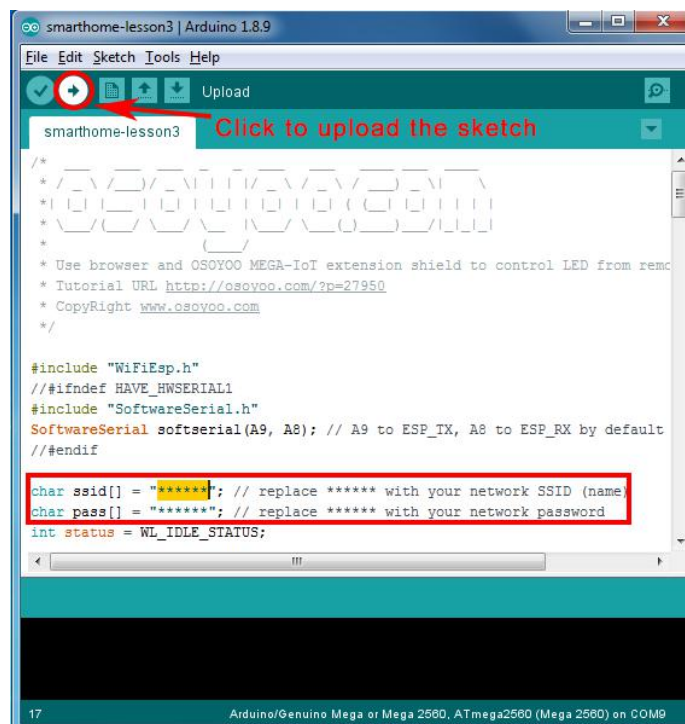 smarthome-lesson3 | Arduino 1.8.9
File Edit Sketch Tools Help
Upload
smarthome-lesson3
Click to upload the sketch
/*
 * Use browser and OSOYOO MEGA-IoT extension shield to control LED from remo
 * Tutorial URL http://osoyoo.com/?p=27950
 * CopyRight www.osoyoo.com
 */
#include "WiFiEsp.h"
//#ifndef HAVE_HWSERIAL1
#include "SoftwareSerial.h"
SoftwareSerial softserial(A9, A8); // A9 to ESP_TX, A8 to ESP_RX by default
//#endif
char ssid[] = "******"; // replace ****** with your network SSID (name)
char pass[] = "******"; // replace ****** with your network password
int status = WL_IDLE_STATUS;
17
Arduino/Genuino Mega or Mega 2560, ATmega2560 (Mega 2560) on COM9